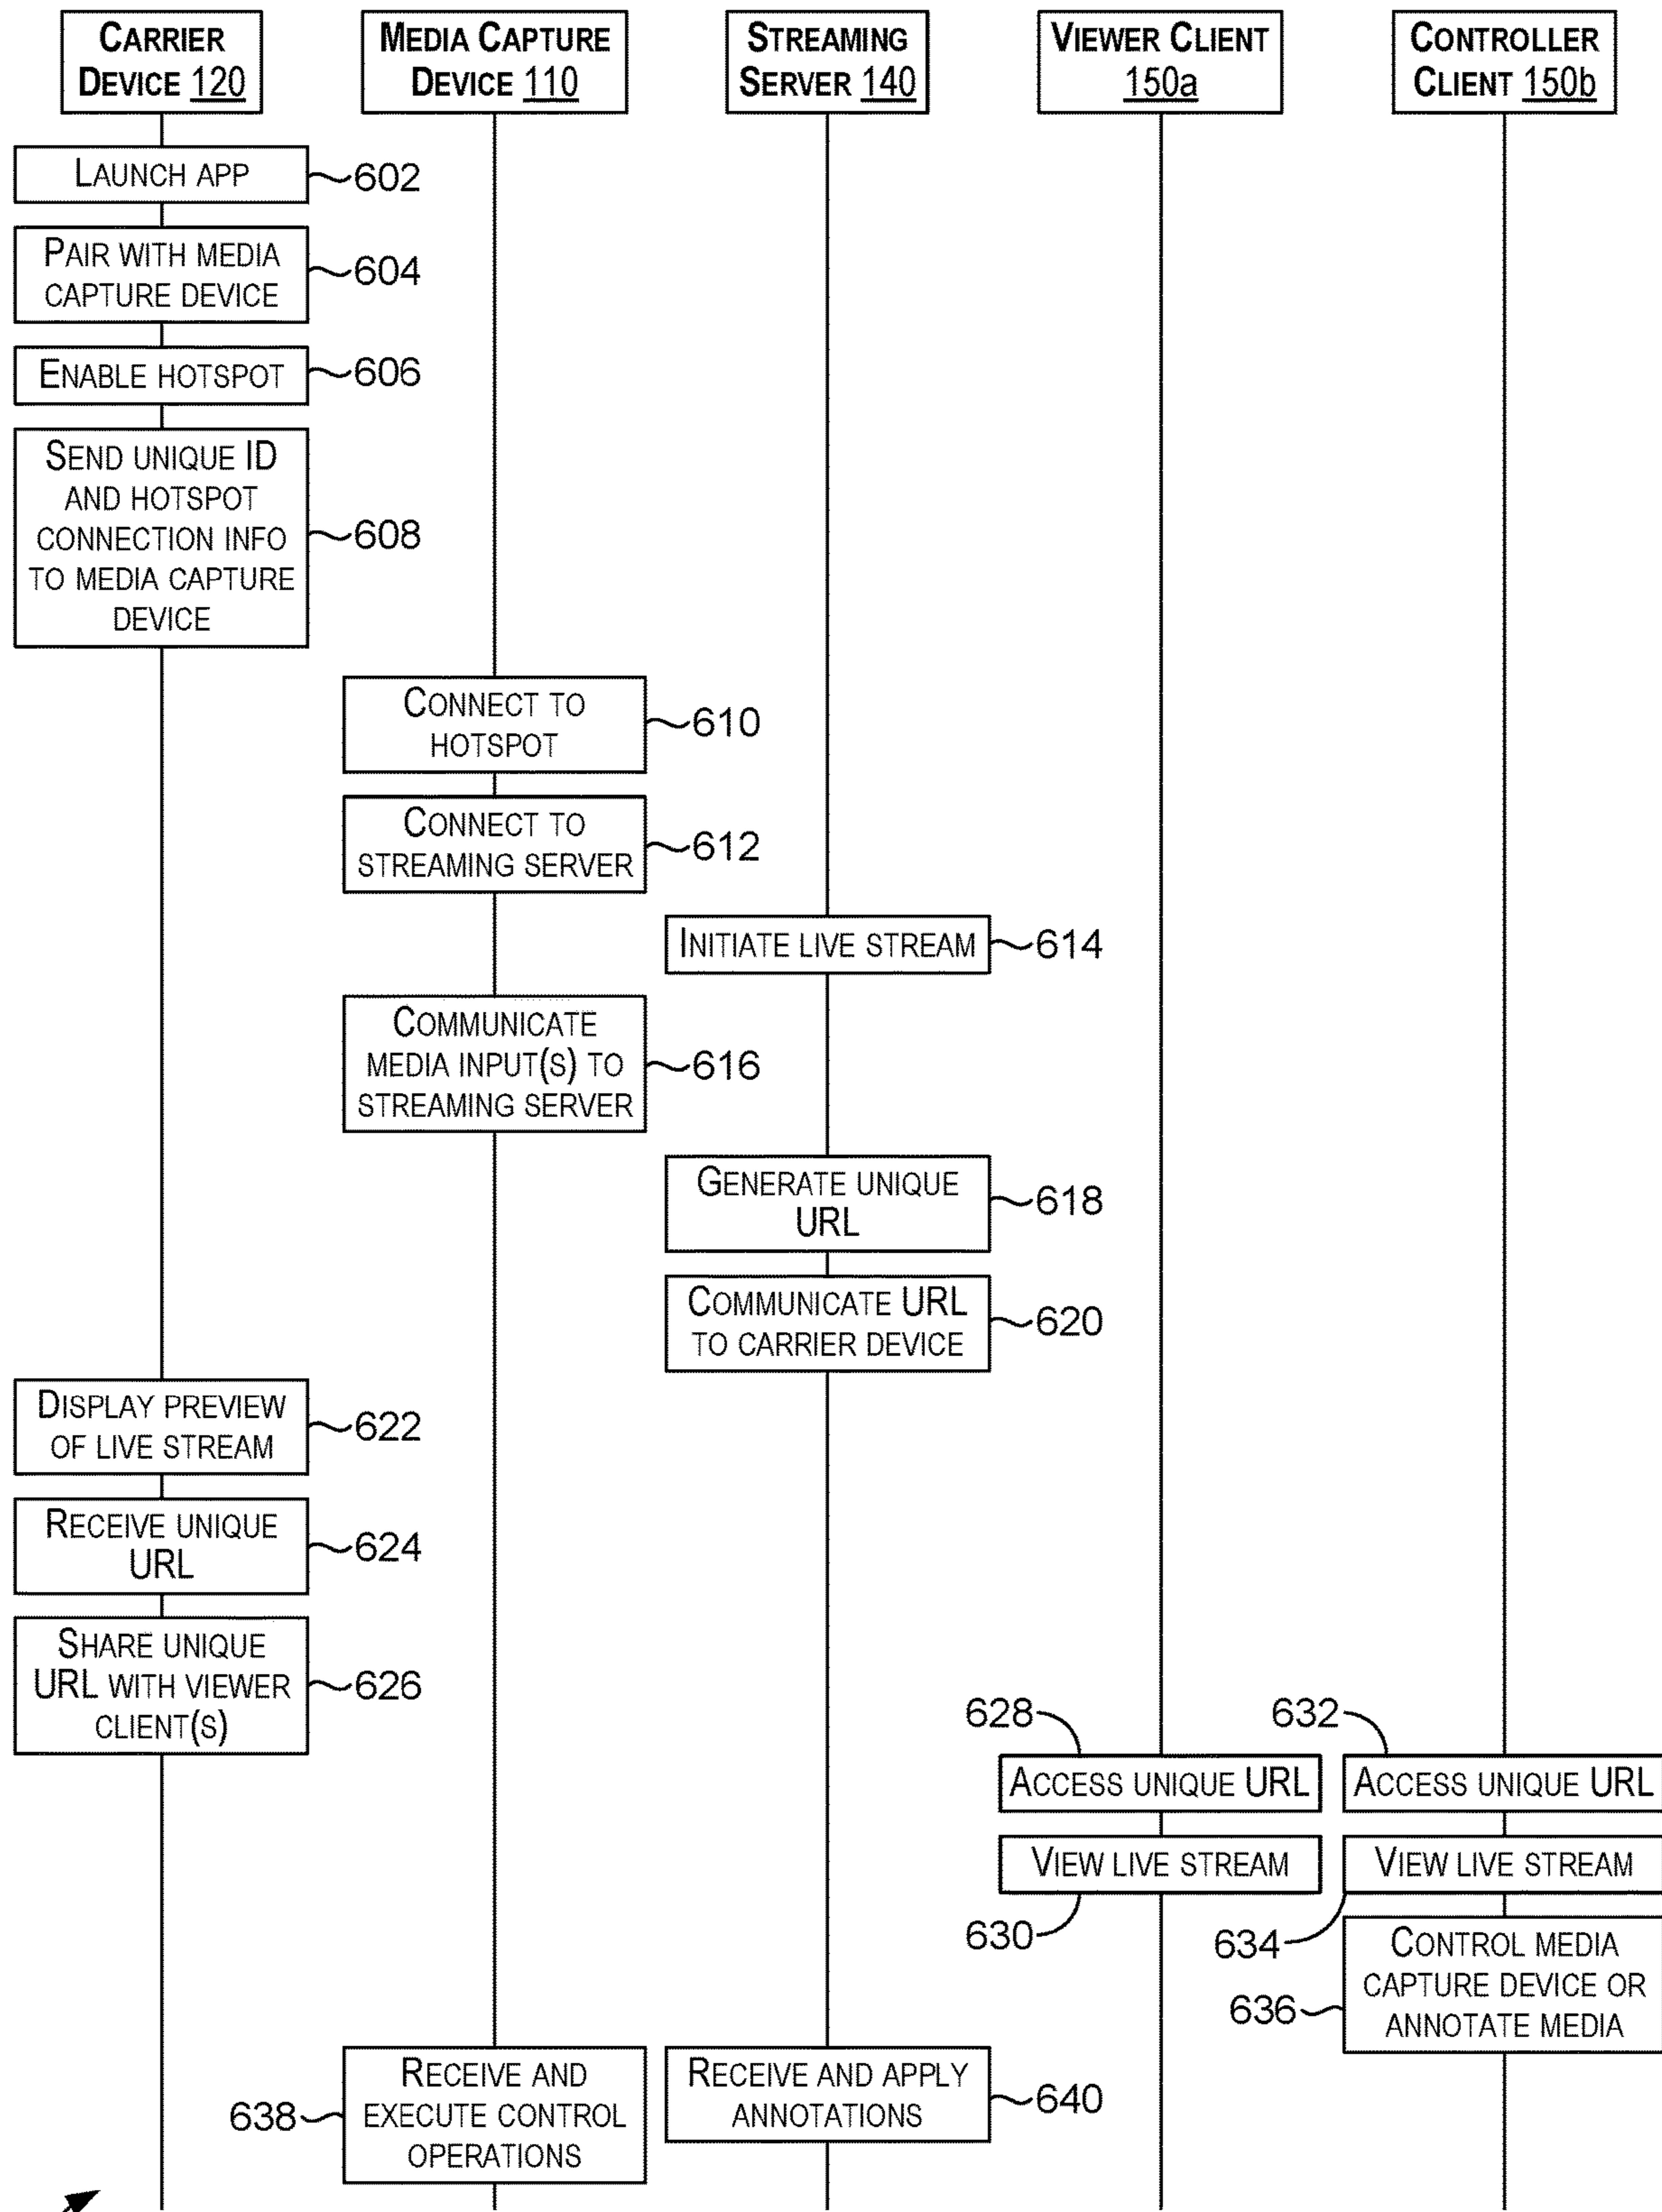 CARRIER
DEVICE 120
MEDIA CAPTURE
DEVICE 110
STREAMING
SERVER 140
VIEWER CLIENT
150a
CONTROLLER
CLIENT 150b
LAUNCH APP
602
PAIR WITH MEDIA
CAPTURE DEVICE
604
ENABLE HOTSPOT
606
SEND UNIQUE ID
AND HOTSPOT
CONNECTION INFO
TO MEDIA CAPTURE
DEVICE
608
CONNECT TO
HOTSPOT
610
CONNECT TO
STREAMING SERVER
612
INITIATE LIVE STREAM
614
COMMUNICATE
MEDIA INPUT(S) TO
STREAMING SERVER
616
GENERATE UNIQUE
URL
618
COMMUNICATE URL
TO CARRIER DEVICE
620
DISPLAY PREVIEW
OF LIVE STREAM
622
RECEIVE UNIQUE
URL
624
SHARE UNIQUE
URL WITH VIEWER
CLIENT(S)
626
628
ACCESS UNIQUE URL
632
ACCESS UNIQUE URL
VIEW LIVE STREAM
630
VIEW LIVE STREAM
634
CONTROL MEDIA
CAPTURE DEVICE OR
ANNOTATE MEDIA
636
RECEIVE AND
EXECUTE CONTROL
OPERATIONS
638
RECEIVE AND APPLY
ANNOTATIONS
640